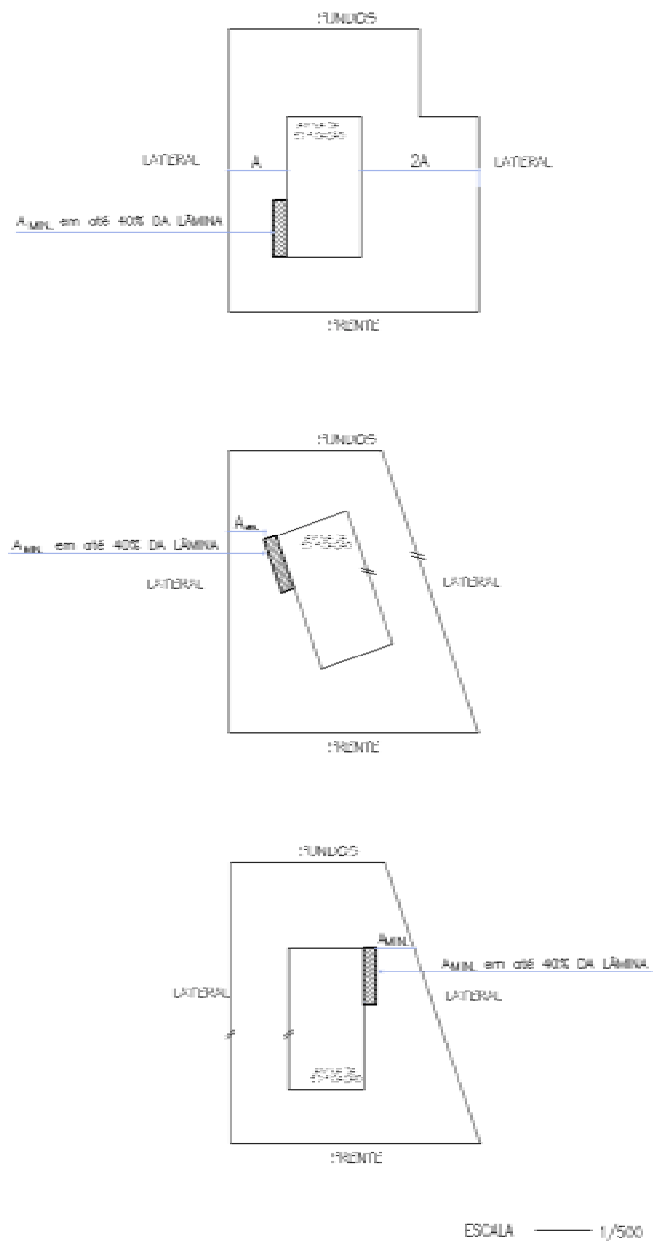 FUNDOS
LATERAL
A
2A
LATERAL
AMIN. em até 40% DA LÂMINA
FRENTE
FUNDOS
AMIN.
AMIN. em até 40% DA LÂMINA
LATERAL
LATERAL
FRENTE
FUNDOS
AMIN.
AMIN. em até 40% DA LÂMINA
LATERAL
LATERAL
FRENTE
ESCALA 1/500